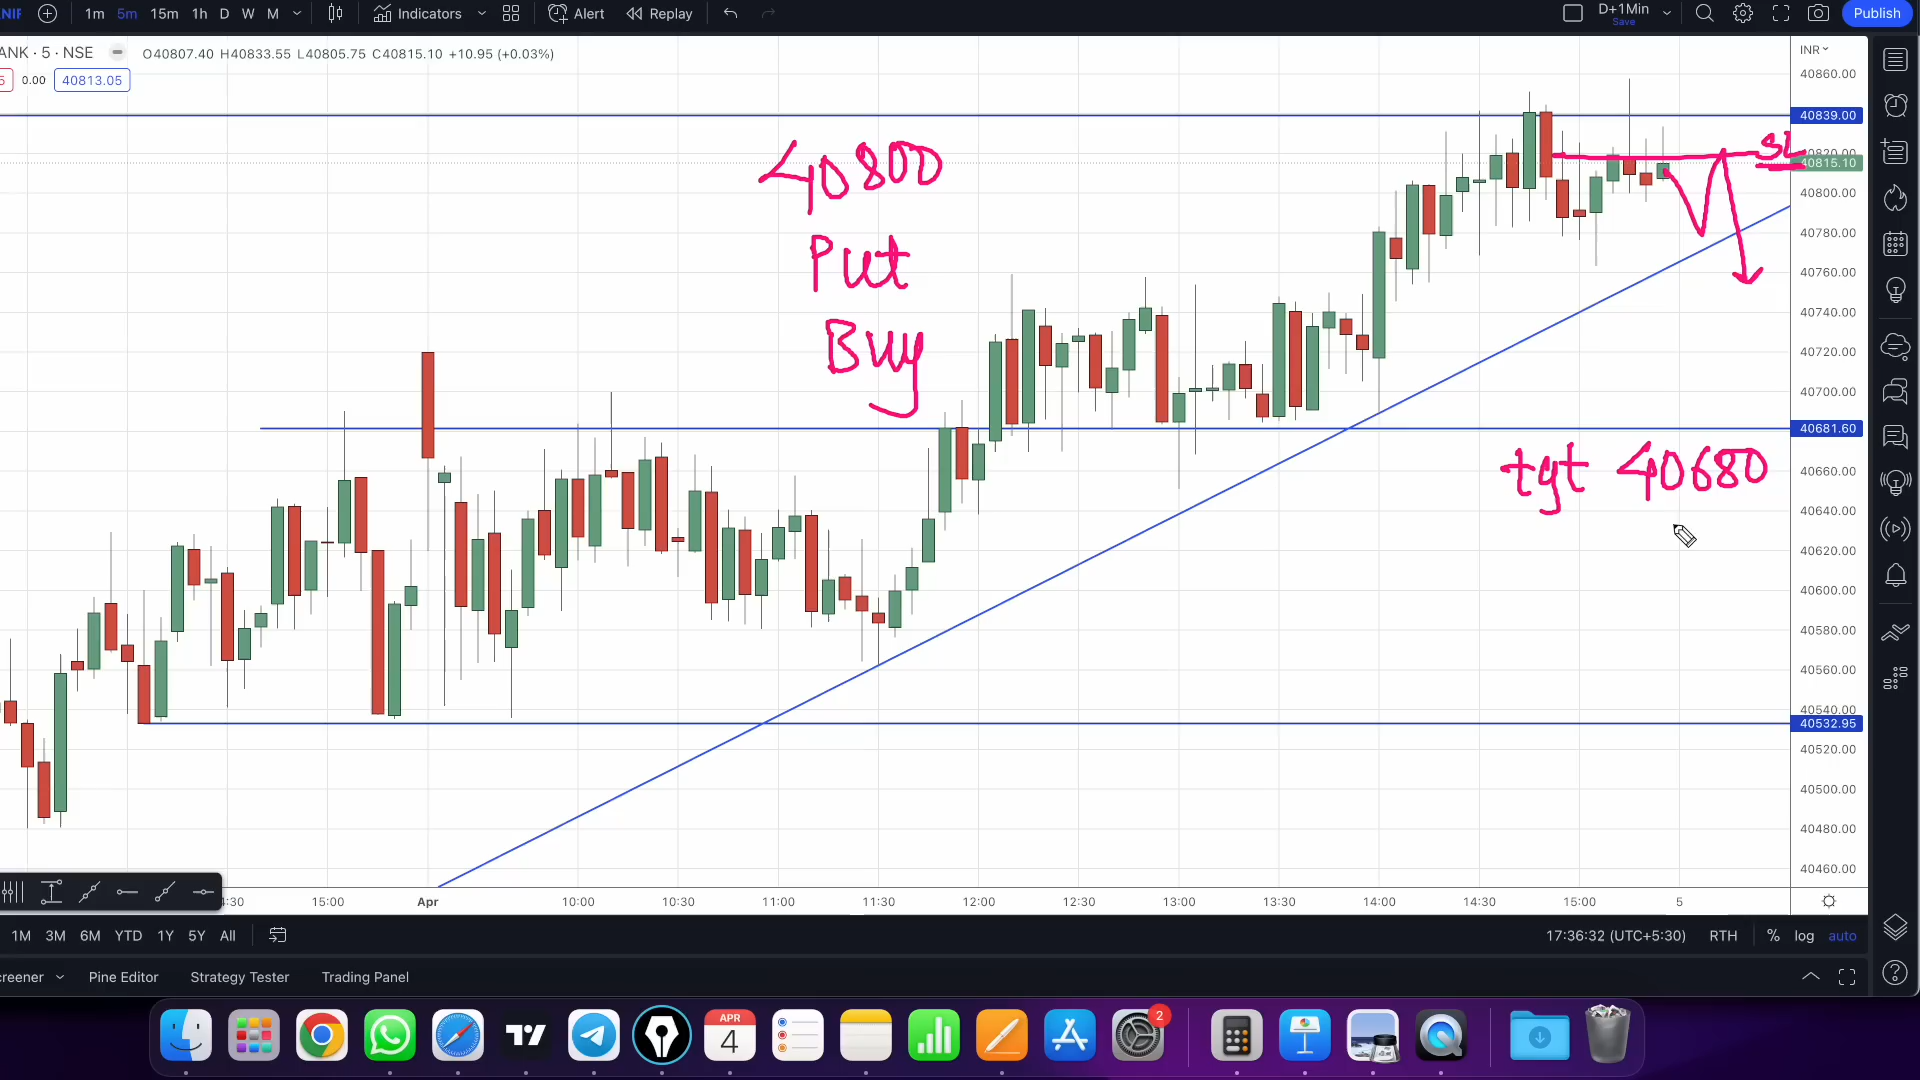 1m 5m 15m 1h D W M Indicators Alert Replay D+1Min Save Publish
ANK · 5 · NSE O40807.40 H40833.55 L40805.75 C40815.10 +10.95 (+0.03%)
5 0.00 40813.05
INR
40860.00
40839.00
40820.00
40815.10
40800.00
40780.00
40760.00
40740.00
40720.00
40700.00
40681.60
40660.00
40640.00
40620.00
40600.00
40580.00
40560.00
40540.00
40532.95
40520.00
40500.00
40480.00
40460.00
SL
40800
Put
Buy
tgt 40680
:30 15:00 Apr 10:00 10:30 11:00 11:30 12:00 12:30 13:00 13:30 14:00 14:30 15:00 5
1M 3M 6M YTD 1Y 5Y All 17:36:32 (UTC+5:30) RTH % log auto
reener Pine Editor Strategy Tester Trading Panel
APR
4
2